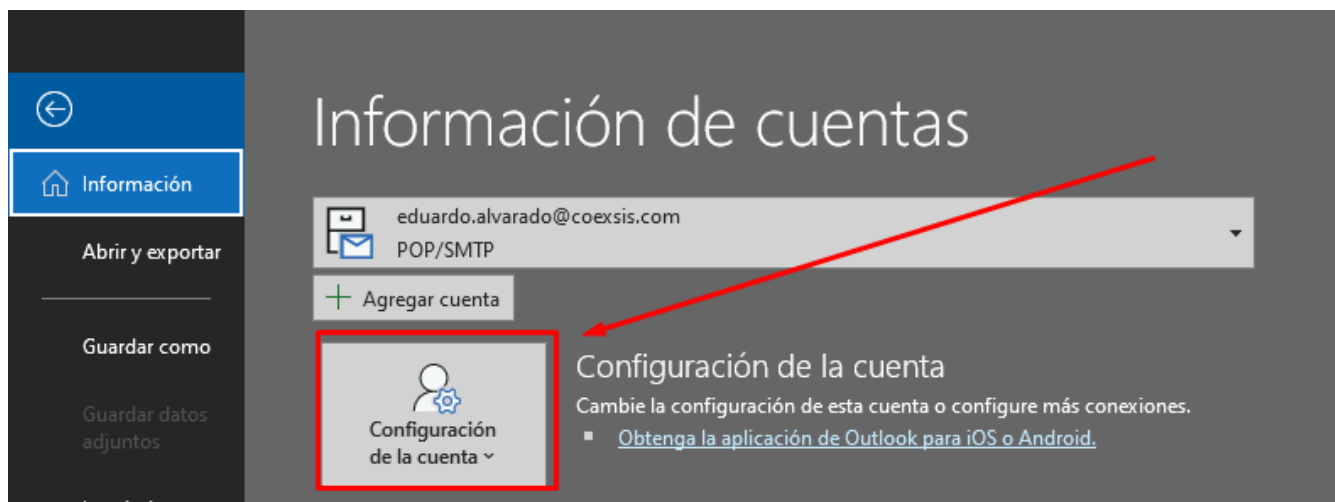 Información de cuentas
Información
eduardo.alvarado@coexsis.com
POP/SMTP
Abrir y exportar
Agregar cuenta
Guardar como
Configuración
de la cuenta
Configuración de la cuenta
Cambie la configuración de esta cuenta o configure más conexiones.
Obtenga la aplicación de Outlook para iOS o Android.
Guardar datos
adjuntos